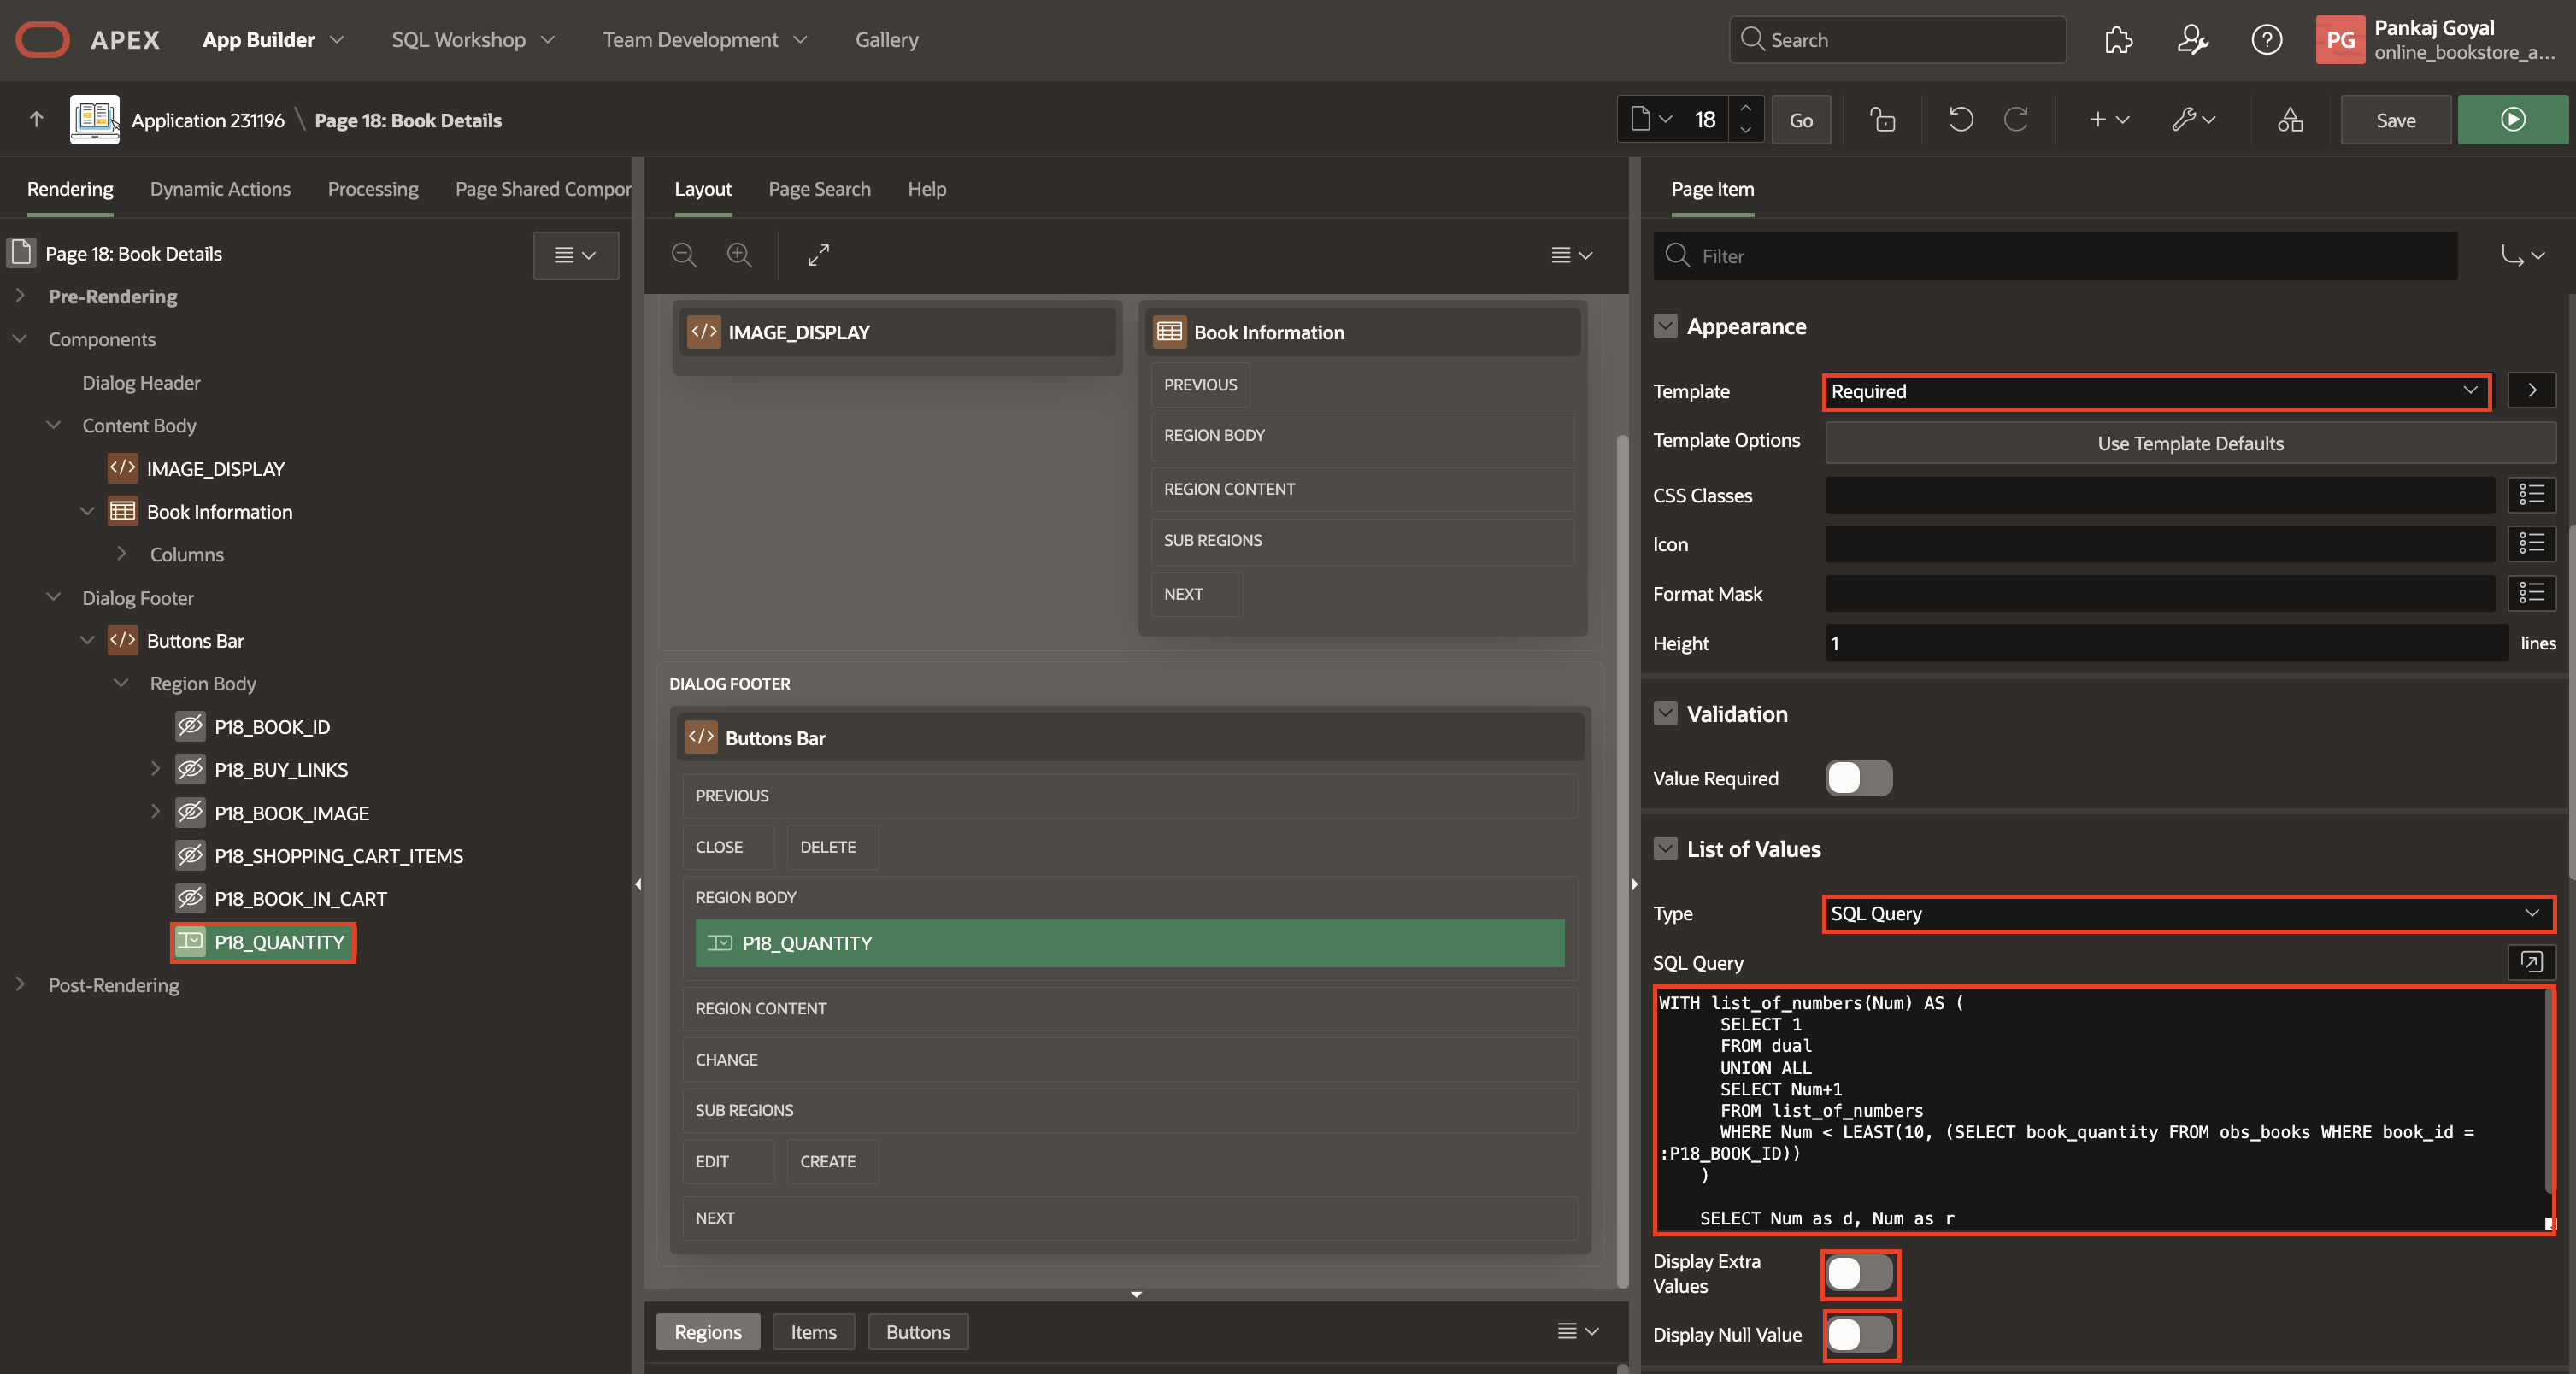 APEX App Builder SQL Workshop Team Development Gallery Search PG Pankaj Goyal
online_bookstore_a...
Application 231196 \ Page 18: Book Details 18 Go Save
Rendering Dynamic Actions Processing Page Shared Compor
Page 18: Book Details
Pre-Rendering
Components
Dialog Header
Content Body
IMAGE_DISPLAY
Book Information
Columns
Dialog Footer
Buttons Bar
Region Body
P18_BOOK_ID
P18_BUY_LINKS
P18_BOOK_IMAGE
P18_SHOPPING_CART_ITEMS
P18_BOOK_IN_CART
P18_QUANTITY
Post-Rendering
Layout Page Search Help
IMAGE_DISPLAY
Book Information
PREVIOUS
REGION BODY
REGION CONTENT
SUB REGIONS
NEXT
DIALOG FOOTER
Buttons Bar
PREVIOUS
CLOSE DELETE
REGION BODY
P18_QUANTITY
REGION CONTENT
CHANGE
SUB REGIONS
EDIT CREATE
NEXT
Regions Items Buttons
Page Item
Filter
Appearance
Template Required
Template Options Use Template Defaults
CSS Classes
Icon
Format Mask
Height 1 lines
Validation
Value Required
List of Values
Type SQL Query
SQL Query
WITH list_of_numbers(Num) AS (
SELECT 1
FROM dual
UNION ALL
SELECT Num+1
FROM list_of_numbers
WHERE Num < LEAST(10, (SELECT book_quantity FROM obs_books WHERE book_id =
:P18_BOOK_ID))
)
SELECT Num as d, Num as r
Display Extra
Values
Display Null Value